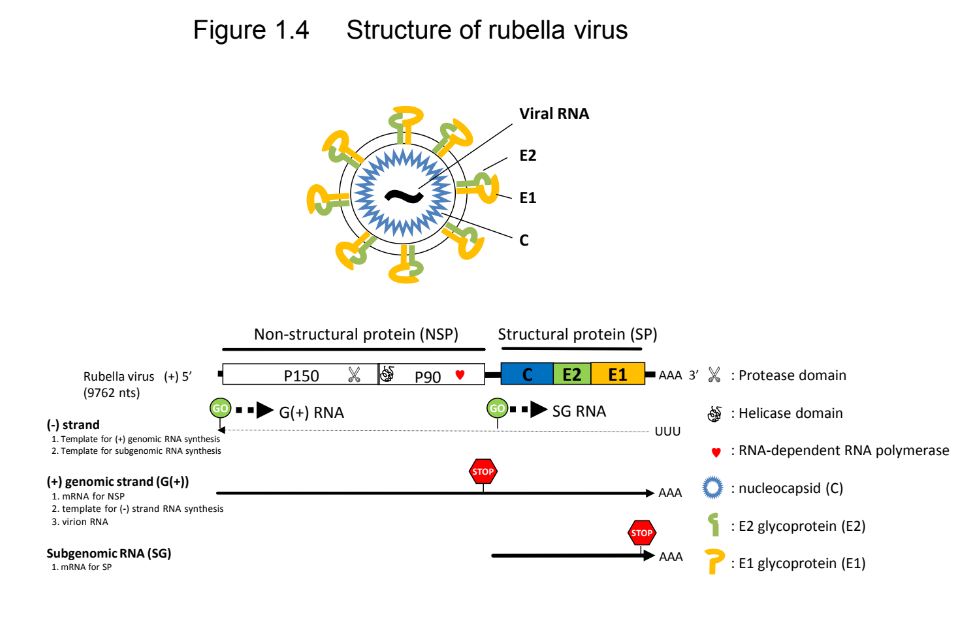 Figure 1.4 Structure of rubella virus
Viral RNA
E2
E1
C
Non-structural protein (NSP) Structural protein (SP)
Rubella virus (+) 5’ P150 P90 C E2 E1 AAA 3’
(9762 nts)
: Protease domain
GO G(+) RNA GO SG RNA
: Helicase domain
(-) strand
UUU
1. Template for (+) genomic RNA synthesis
2. Template for subgenomic RNA synthesis
: RNA-dependent RNA polymerase
STOP
(+) genomic strand (G(+))
AAA
1. mRNA for NSP
2. template for (-) strand RNA synthesis
3. virion RNA
: nucleocapsid (C)
: E2 glycoprotein (E2)
STOP
Subgenomic RNA (SG)
AAA
1. mRNA for SP
: E1 glycoprotein (E1)